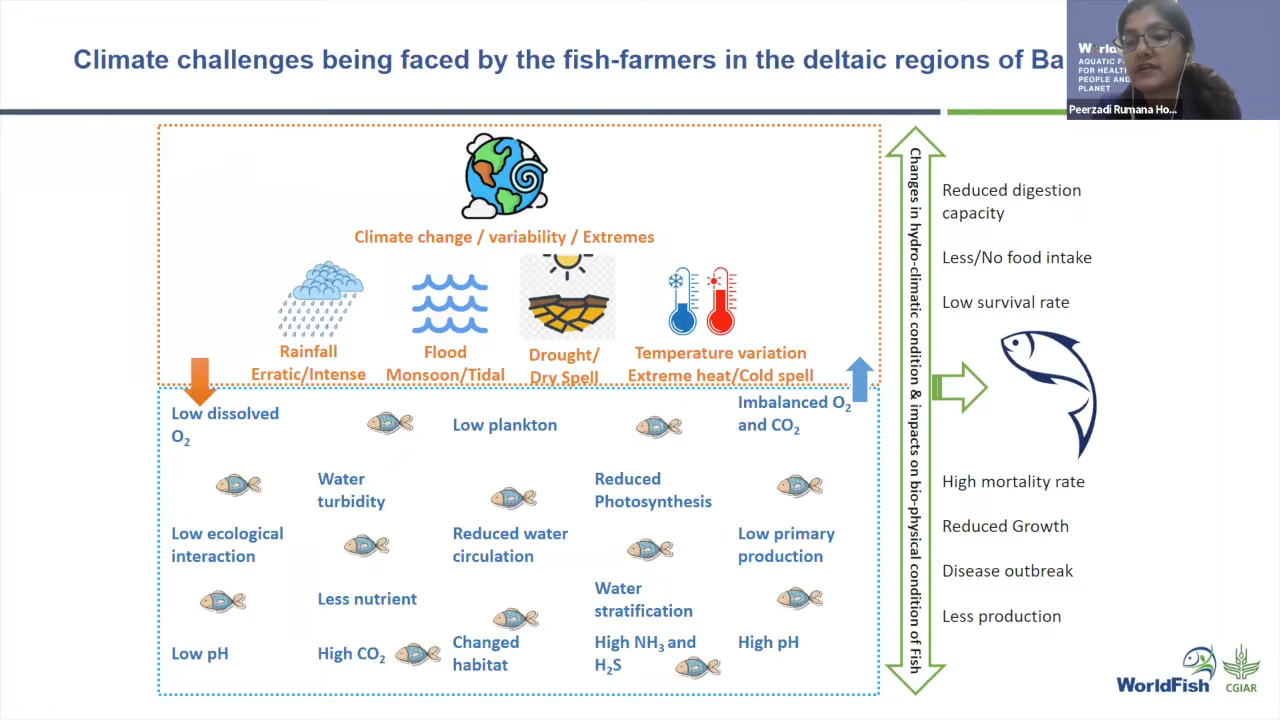 Climate challenges being faced by the fish-farmers in the deltaic regions of Ba
AQUATIC F
FOR HEALT
PEOPLE AND
PLANET
Peerzadi Rumana Ho...
Climate change / variability / Extremes
Rainfall
Erratic/Intense
Flood
Monsoon/Tidal
Drought/
Dry Spell
Temperature variation
Extreme heat/Cold spell
Low dissolved
O2
Low plankton
Imbalanced O2
and CO2
Water
turbidity
Reduced
Photosynthesis
Low ecological
interaction
Reduced water
circulation
Low primary
production
Less nutrient
Water
stratification
Low pH
High CO2
Changed
habitat
High NH3 and
H2S
High pH
Changes in hydro-climatic condition & impacts on bio-physical condition of Fish
Reduced digestion
capacity
Less/No food intake
Low survival rate
High mortality rate
Reduced Growth
Disease outbreak
Less production
WorldFish
CGIAR